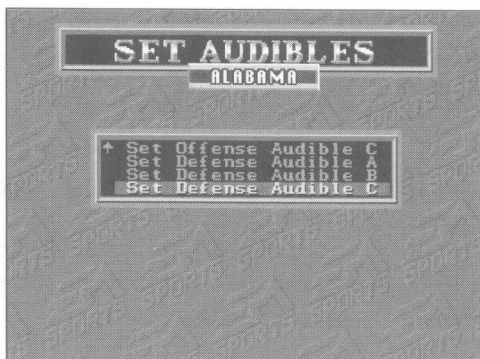 SET AUDIBLES
ALABAMA
↑ Set Offense Audible C
Set Defense Audible A
Set Defense Audible B
Set Defense Audible C